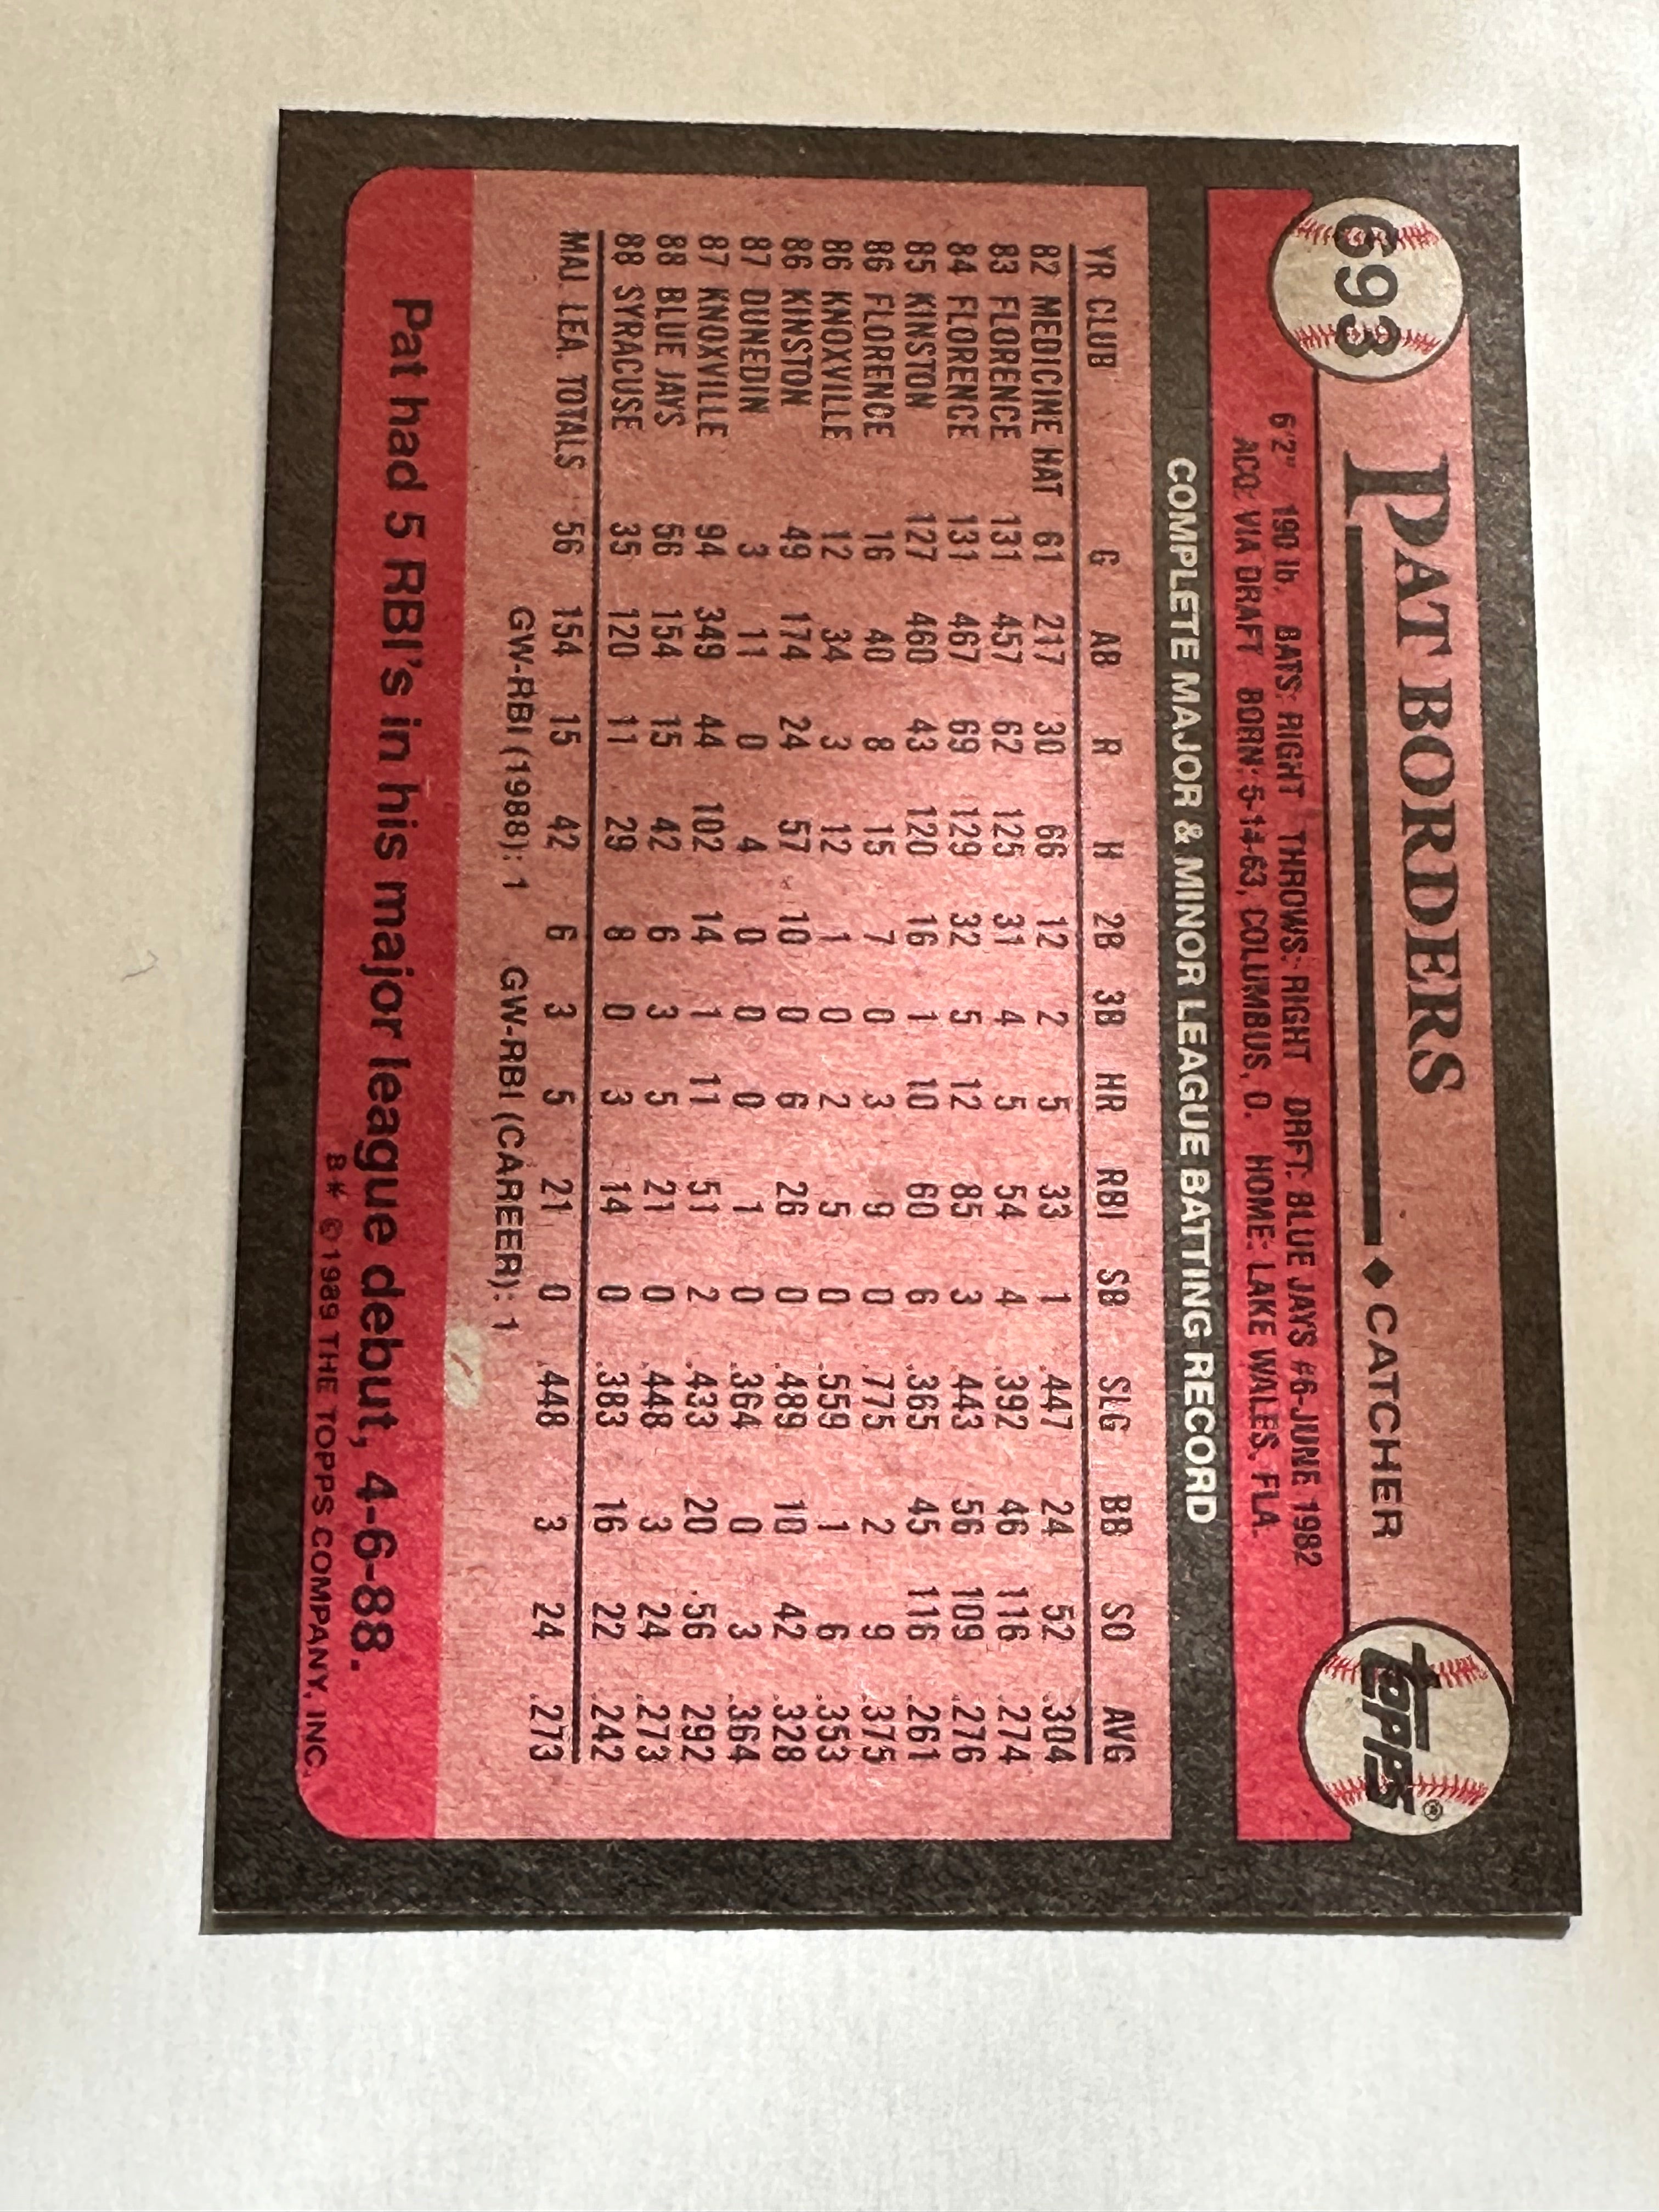 693
PAT BORDERS ◆ CATCHER
topps®
6'2" 190 lb. BATS: RIGHT THROWS: RIGHT DRFT: BLUE JAYS #6-JUNE 1982
ACQ: VIA DRAFT BORN: 5-14-63, COLUMBUS, O. HOME: LAKE WALES, FLA.
COMPLETE MAJOR & MINOR LEAGUE BATTING RECORD
YR CLUB G AB R H 2B 3B HR RBI SB SLG BB SO AVG
82 MEDICINE HAT 61 217 30 66 12 2 5 33 1 .447 24 52 .304
83 FLORENCE 131 457 62 125 31 4 5 54 4 .392 46 116 .274
84 FLORENCE 131 467 69 129 32 5 12 85 3 .443 56 109 .276
85 KINSTON 127 460 43 120 16 1 10 60 6 .365 45 116 .261
86 FLORENCE 16 40 8 15 7 0 3 9 0 .775 2 9 .375
86 KNOXVILLE 12 34 3 12 1 0 2 5 0 .559 1 6 .353
86 KINSTON 49 174 24 57 10 0 6 26 0 .489 10 42 .328
87 DUNEDIN 3 11 0 4 0 0 0 1 0 .364 0 3 .364
87 KNOXVILLE 94 349 44 102 14 1 11 51 2 .433 20 56 .292
88 BLUE JAYS 56 154 15 42 6 3 5 21 0 .448 3 24 .273
88 SYRACUSE 35 120 11 29 8 0 3 14 0 .383 16 22 .242
MAJ. LEA. TOTALS 56 154 15 42 6 3 5 21 0 .448 3 24 .273
GW-RBI (1988): 1 GW-RBI (CAREER): 1
Pat had 5 RBI's in his major league debut, 4-6-88.
B* ©1989 THE TOPPS COMPANY, INC.